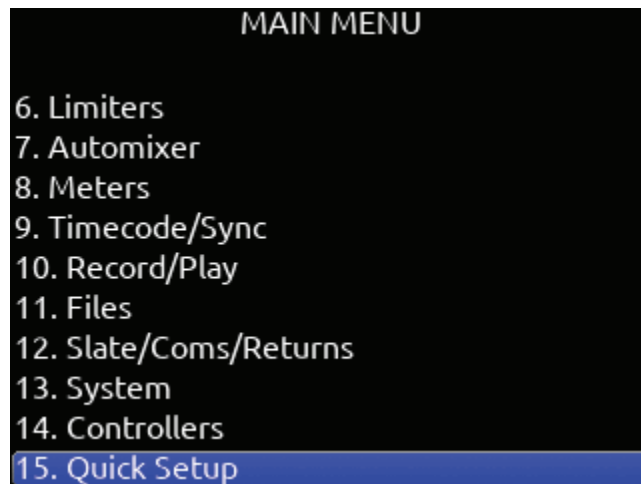 MAIN MENU
6. Limiters
7. Automixer
8. Meters
9. Timecode/Sync
10. Record/Play
11. Files
12. Slate/Coms/Returns
13. System
14. Controllers
15. Quick Setup